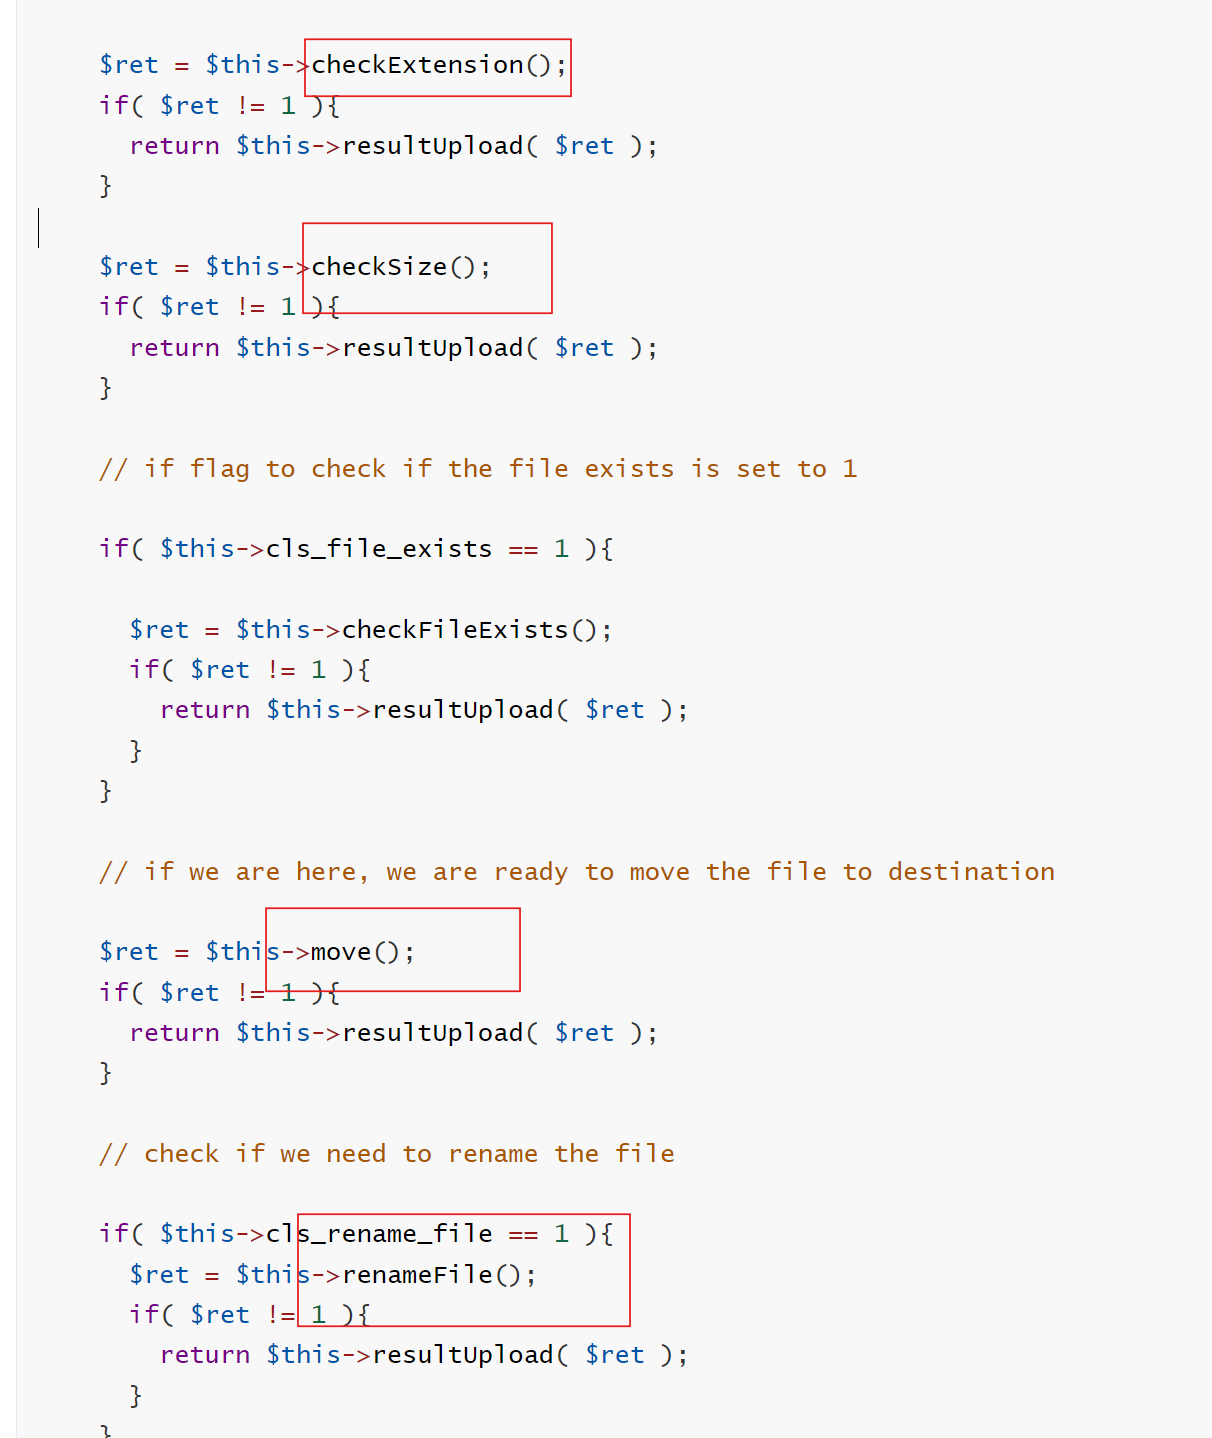 $ret = $this->checkExtension();
if( $ret != 1 ){
return $this->resultUpload( $ret );
}
$ret = $this->checkSize();
if( $ret != 1 ){
return $this->resultUpload( $ret );
}
// if flag to check if the file exists is set to 1
if( $this->cls_file_exists == 1 ){
$ret = $this->checkFileExists();
if( $ret != 1 ){
return $this->resultUpload( $ret );
}
}
// if we are here, we are ready to move the file to destination
$ret = $this->move();
if( $ret != 1 ){
return $this->resultUpload( $ret );
}
// check if we need to rename the file
if( $this->cls_rename_file == 1 ){
$ret = $this->renameFile();
if( $ret != 1 ){
return $this->resultUpload( $ret );
}
}